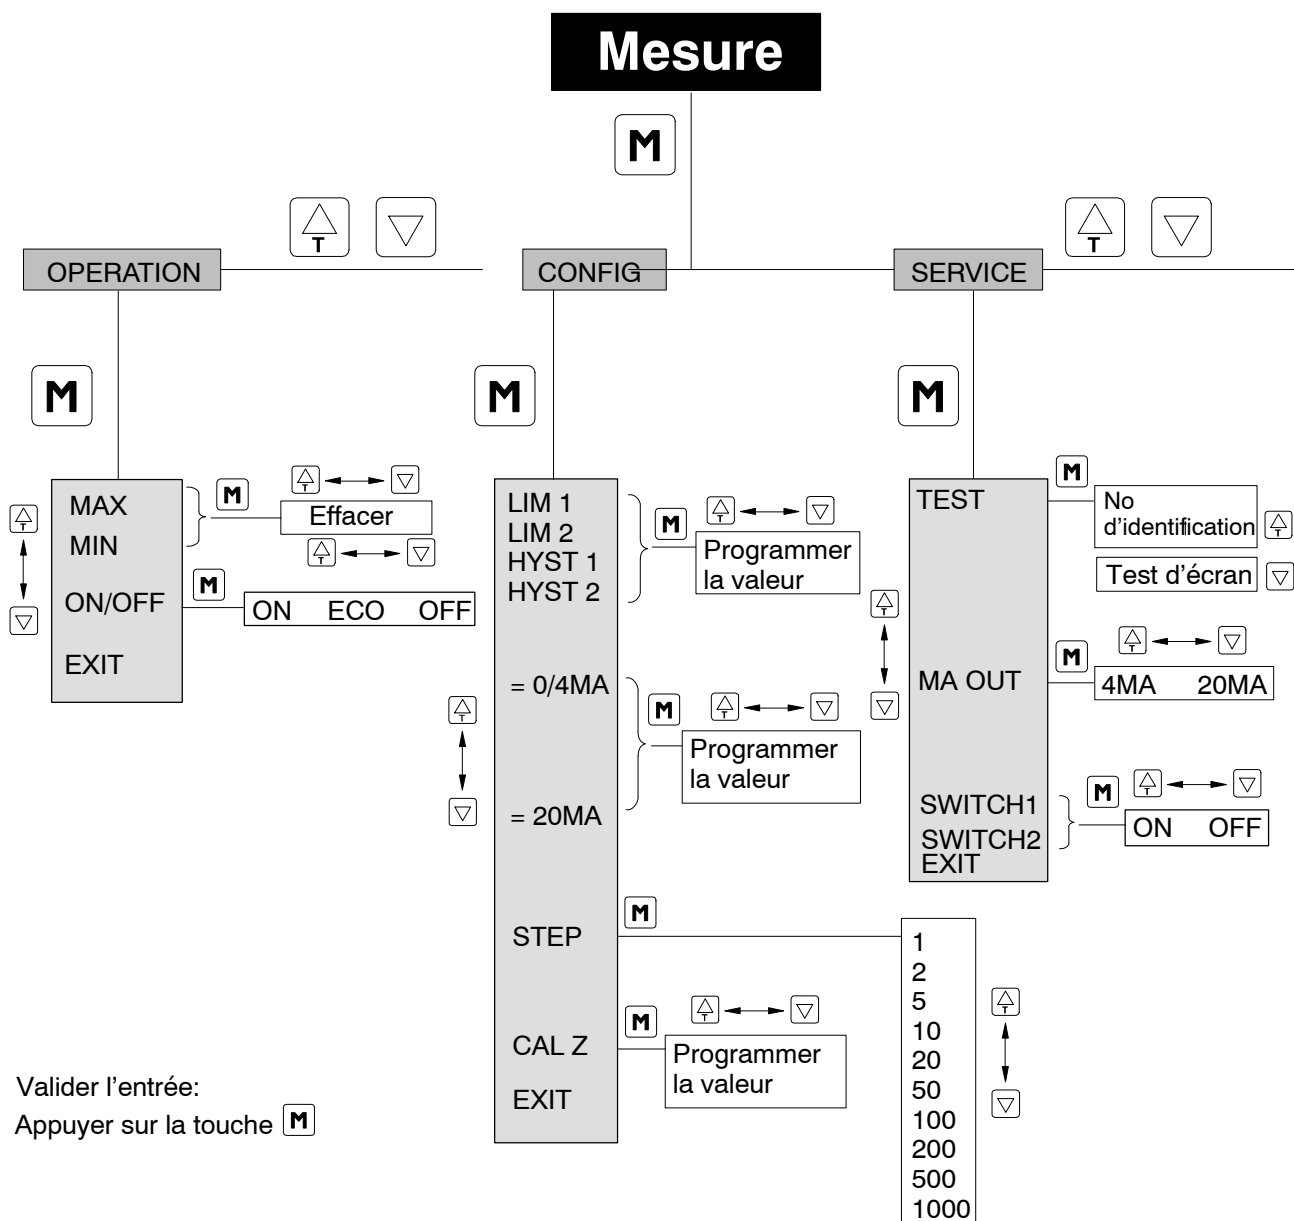 Mesure
M
T
T
OPERATION
CONFIG
SERVICE
M
M
M
MAX
MIN
ON/OFF
EXIT
T
M
T
Effacer
T
M
ON ECO OFF
LIM 1
LIM 2
HYST 1
HYST 2
= 0/4MA
= 20MA
STEP
CAL Z
EXIT
T
M
T
Programmer
la valeur
M
T
Programmer
la valeur
M
1
2
5
10
20
50
100
200
500
1000
T
M
T
Programmer
la valeur
TEST
MA OUT
SWITCH1
SWITCH2
EXIT
T
M
No
d'identification
T
Test d'écran
M
T
4MA 20MA
M
T
ON OFF
Valider l'entrée:
Appuyer sur la touche M